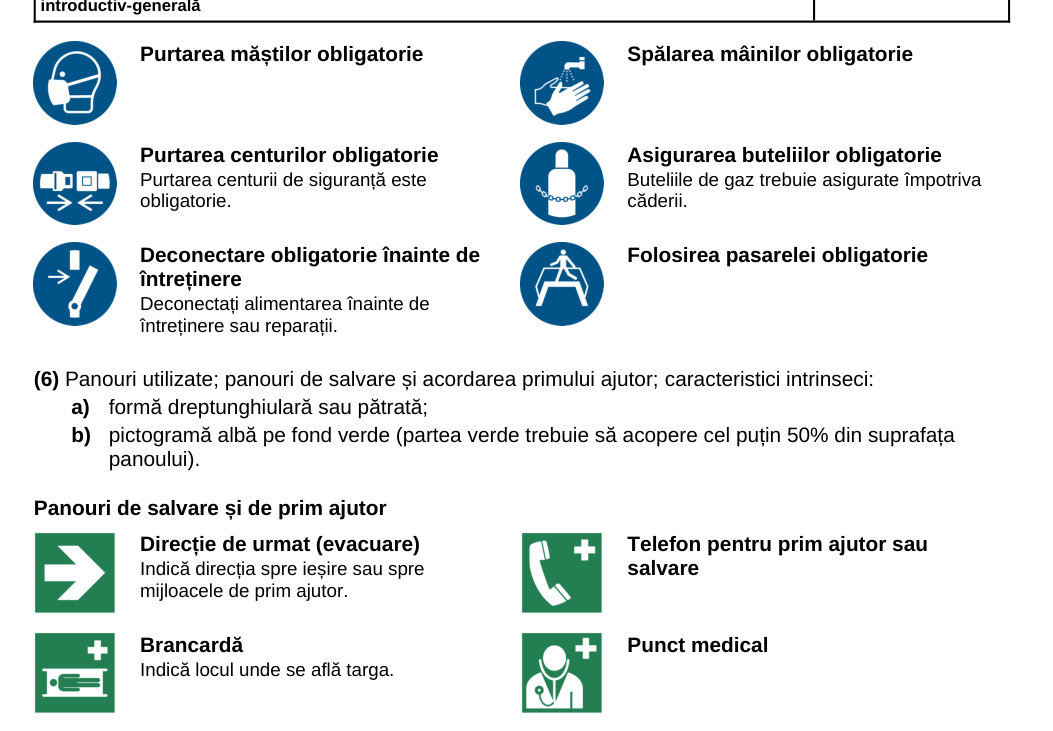 introductiv-generală
Purtarea măștilor obligatorie
Spălarea mâinilor obligatorie
Purtarea centurilor obligatorie
Purtarea centurii de siguranță este
obligatorie.
Asigurarea buteliilor obligatorie
Buteliile de gaz trebuie asigurate împotriva
căderii.
Deconectare obligatorie înainte de
întreținere
Deconectați alimentarea înainte de
întreținere sau reparații.
Folosirea pasarelei obligatorie
(6) Panouri utilizate; panouri de salvare și acordarea primului ajutor; caracteristici intrinseci:
a) formă dreptunghiulară sau pătrată;
b) pictogramă albă pe fond verde (partea verde trebuie să acopere cel puțin 50% din suprafața
panoului).
Panouri de salvare și de prim ajutor
Direcție de urmat (evacuare)
Indică direcția spre ieșire sau spre
mijloacele de prim ajutor.
Telefon pentru prim ajutor sau
salvare
Brancardă
Indică locul unde se află targa.
Punct medical